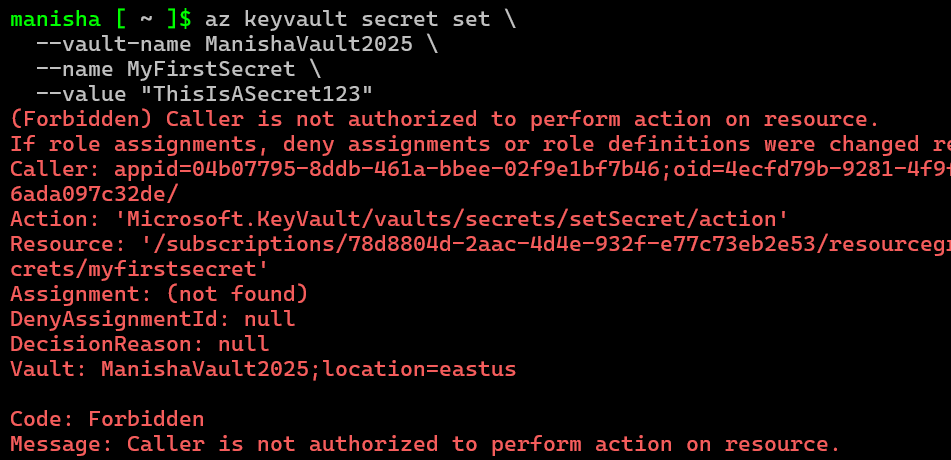 manisha [ ~ ]$ az keyvault secret set \
  --vault-name ManishaVault2025 \
  --name MyFirstSecret \
  --value "ThisIsASecret123"
(Forbidden) Caller is not authorized to perform action on resource.
If role assignments, deny assignments or role definitions were changed re
Caller: appid=04b07795-8ddb-461a-bbee-02f9e1bf7b46;oid=4ecfd79b-9281-4f9f
6ada097c32de/
Action: 'Microsoft.KeyVault/vaults/secrets/setSecret/action'
Resource: '/subscriptions/78d8804d-2aac-4d4e-932f-e77c73eb2e53/resourcegr
crets/myfirstsecret'
Assignment: (not found)
DenyAssignmentId: null
DecisionReason: null
Vault: ManishaVault2025;location=eastus

Code: Forbidden
Message: Caller is not authorized to perform action on resource.